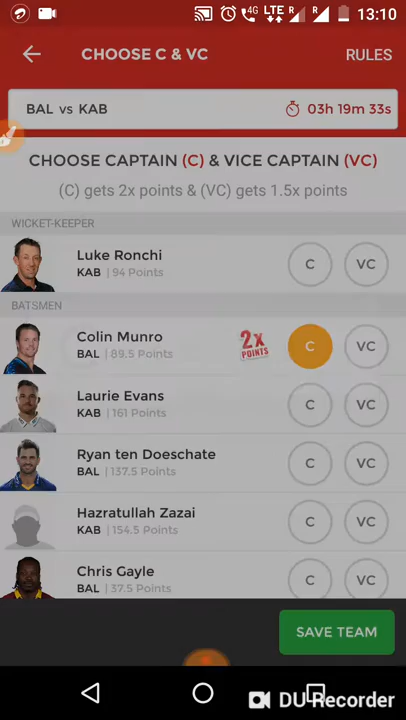 4G LTE 13:10
CHOOSE C & VC RULES
BAL vs KAB 03h 19m 33s
CHOOSE CAPTAIN (C) & VICE CAPTAIN (VC)
(C) gets 2x points & (VC) gets 1.5x points
WICKET-KEEPER
Luke Ronchi
KAB | 94 Points
C VC
BATSMEN
Colin Munro
BAL | 89.5 Points
2x POINTS
C VC
Laurie Evans
KAB | 161 Points
C VC
Ryan ten Doeschate
BAL | 137.5 Points
C VC
Hazratullah Zazai
KAB | 154.5 Points
C VC
Chris Gayle
BAL | 37.5 Points
C VC
SAVE TEAM
DU Recorder